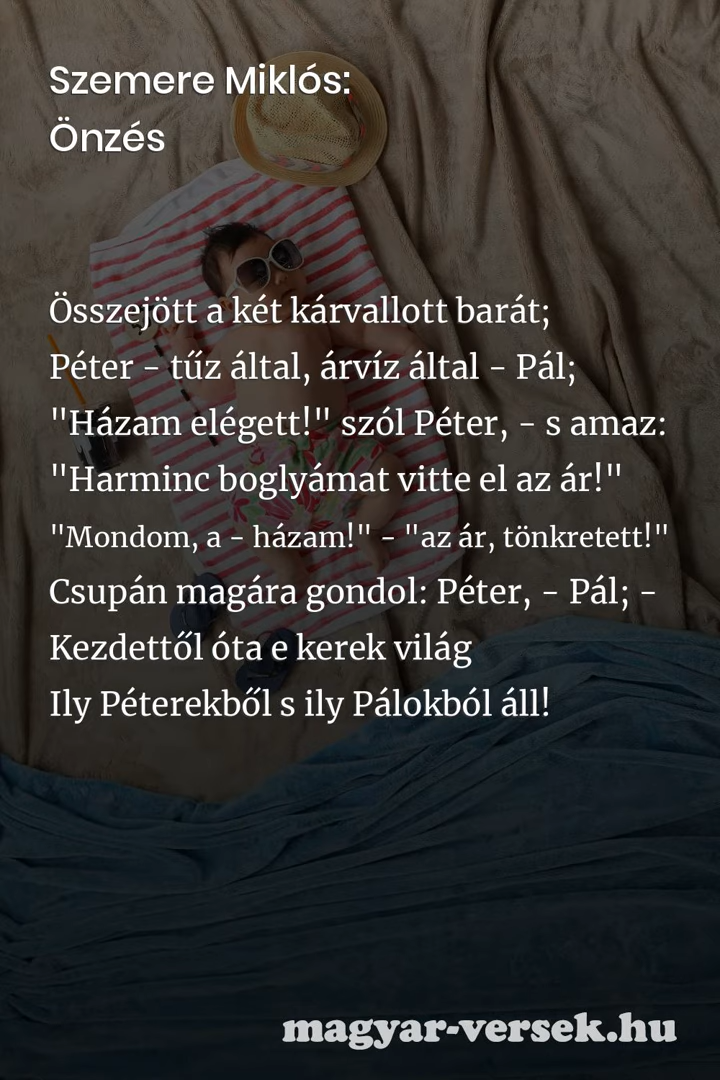 Szemere Miklós:
Önzés
Összejött a két kárvallott barát;
Péter - tűz által, árvíz által - Pál;
"Házam elégett!" szól Péter, - s amaz:
"Harminc boglyámat vitte el az ár!"
"Mondom, a - házam!" - "az ár, tönkretett!"
Csupán magára gondol: Péter, - Pál; -
Kezdettől óta e kerek világ
Ily Péterekből s ily Pálokból áll!
magyar-versek.hu